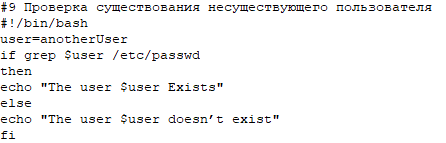 #9 Проверка существования несуществующего пользователя
#!/bin/bash
user=anotherUser
if grep $user /etc/passwd
then
echo "The user $user Exists"
else
echo "The user $user doesn’t exist"
fi